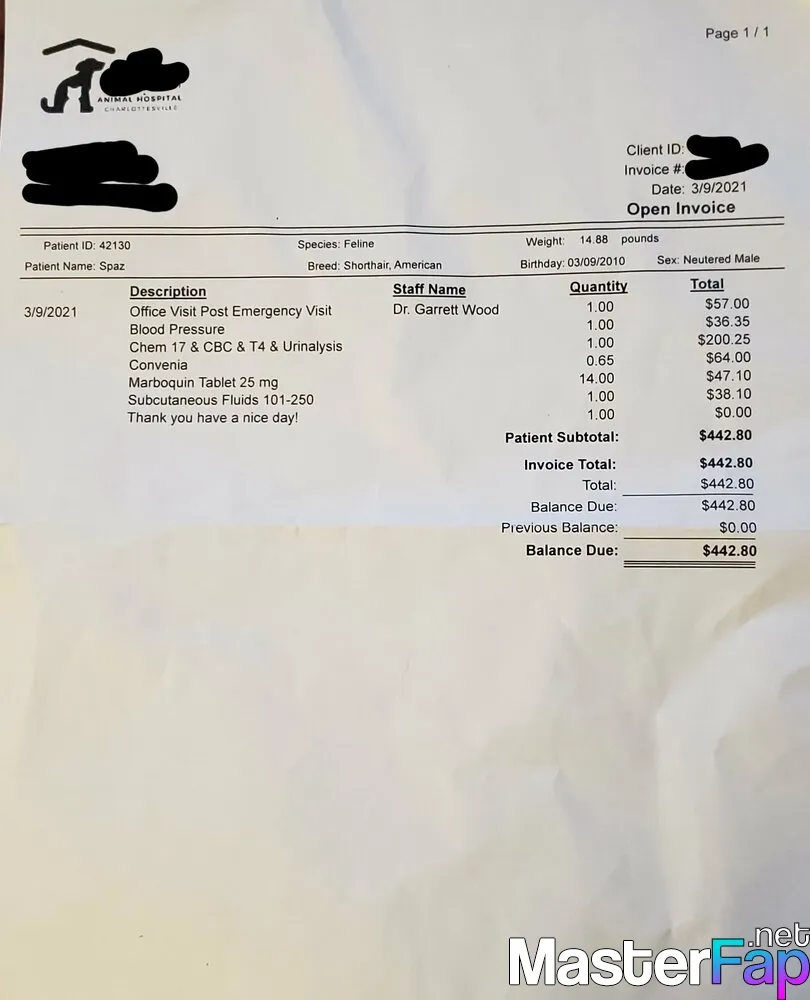 Page 1 / 1
ANIMAL HOSPITAL
CHARLOTTESVILLE
Client ID:
Invoice #:
Date: 3/9/2021
Open Invoice
Patient ID: 42130 Species: Feline Weight: 14.88 pounds
Patient Name: Spaz Breed: Shorthair, American Birthday: 03/09/2010 Sex: Neutered Male
Description Staff Name Quantity Total
3/9/2021 Office Visit Post Emergency Visit Dr. Garrett Wood 1.00 $57.00
Blood Pressure 1.00 $36.35
Chem 17 & CBC & T4 & Urinalysis 1.00 $200.25
Convenia 0.65 $64.00
Marboquin Tablet 25 mg 14.00 $47.10
Subcutaneous Fluids 101-250 1.00 $38.10
Thank you have a nice day! 1.00 $0.00
Patient Subtotal: $442.80
Invoice Total: $442.80
Total: $442.80
Balance Due: $442.80
Previous Balance: $0.00
Balance Due: $442.80
MasterFap.net